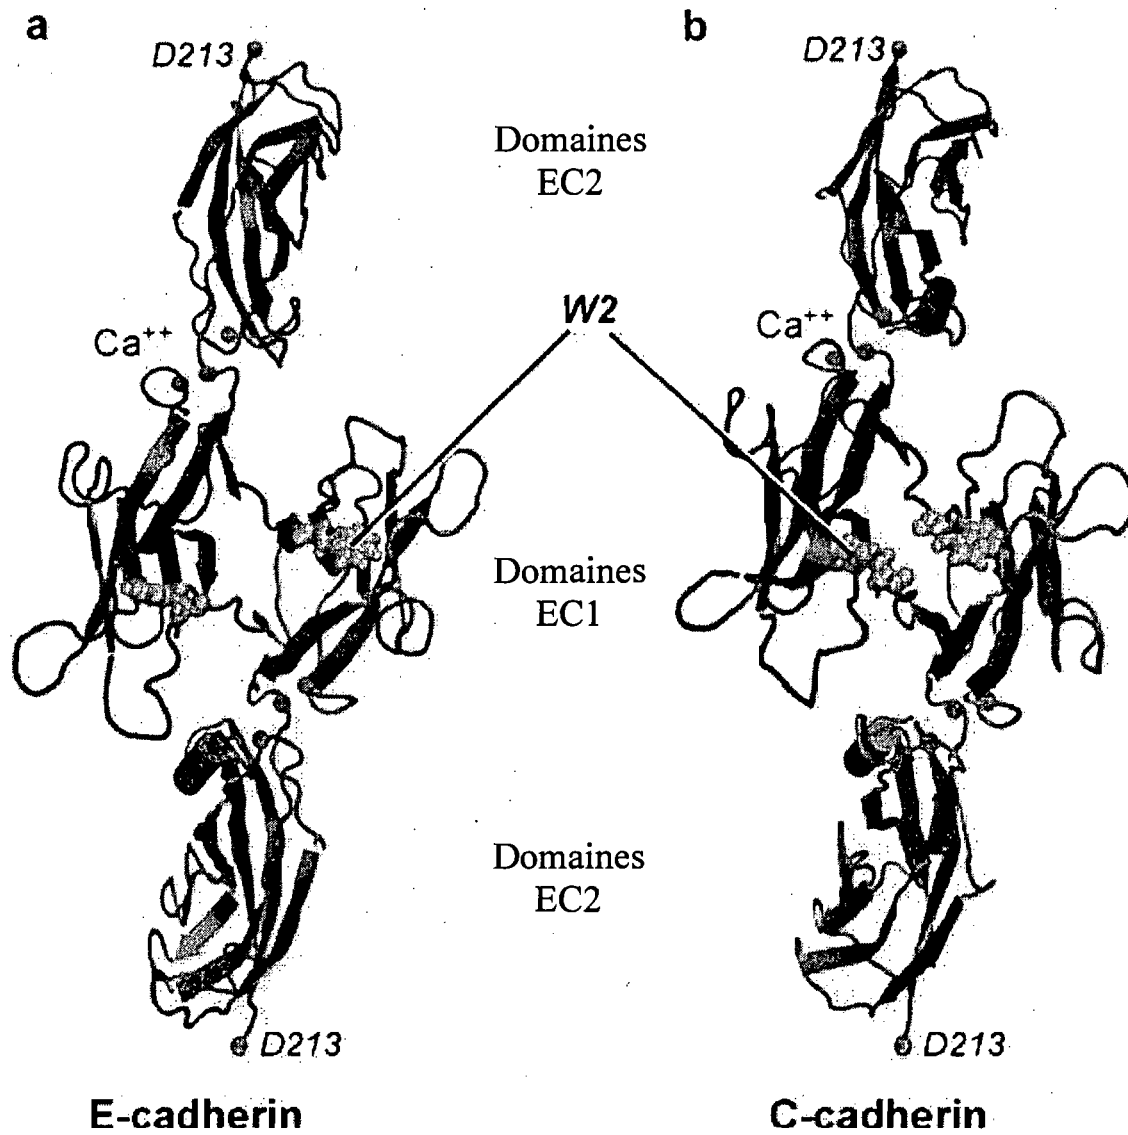 a
b
D213
D213
Domaines
EC2
W2
Ca⁺⁺
Ca⁺⁺
Domaines
EC1
Domaines
EC2
D213
D213
E-cadherin
C-cadherin